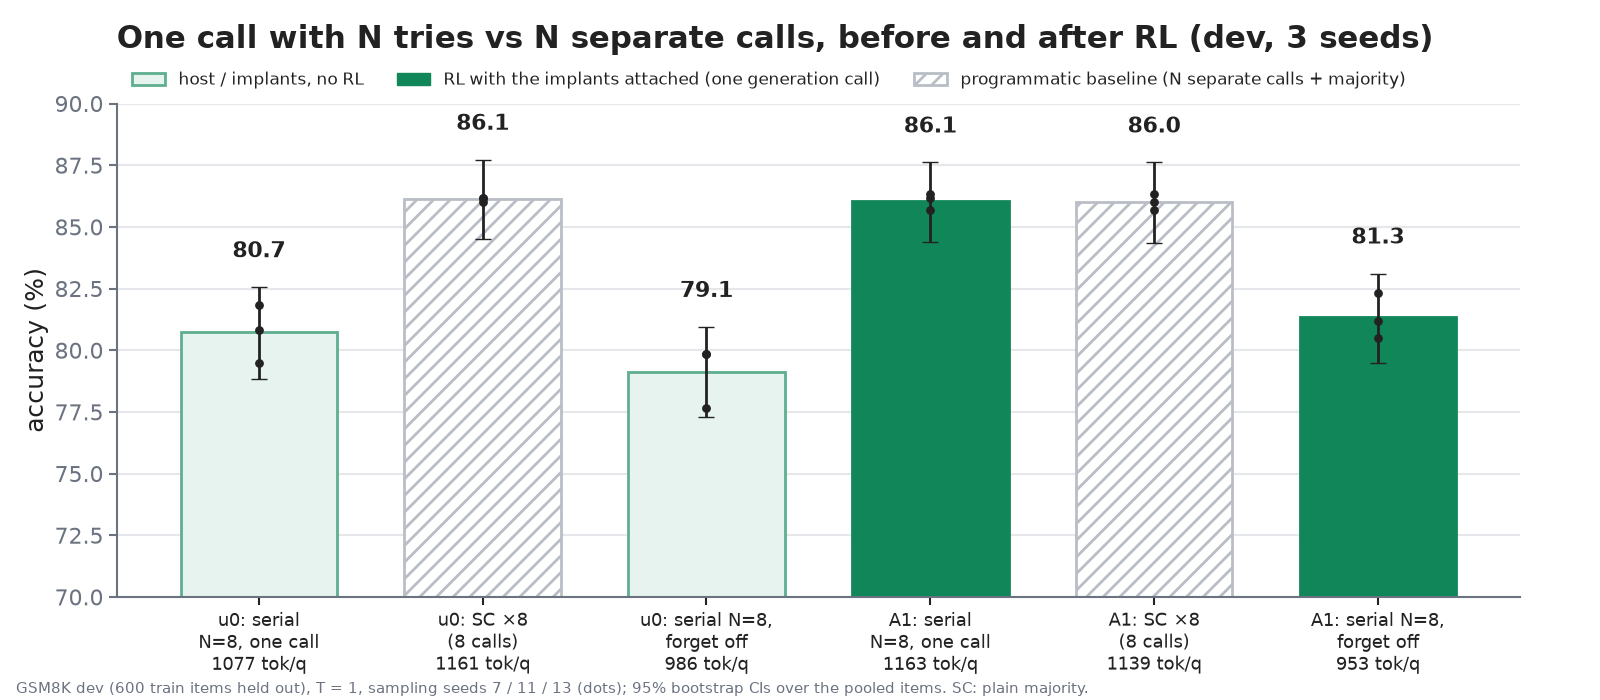 One call with N tries vs N separate calls, before and after RL (dev, 3 seeds)
host / implants, no RL
RL with the implants attached (one generation call)
programmatic baseline (N separate calls + majority)
accuracy (%)
90.0
87.5
85.0
82.5
80.0
77.5
75.0
72.5
70.0
80.7
86.1
79.1
86.1
86.0
81.3
u0: serial
N=8, one call
1077 tok/q
u0: SC ×8
(8 calls)
1161 tok/q
u0: serial N=8,
forget off
986 tok/q
A1: serial
N=8, one call
1163 tok/q
A1: SC ×8
(8 calls)
1139 tok/q
A1: serial N=8,
forget off
953 tok/q
GSM8K dev (600 train items held out), T = 1, sampling seeds 7 / 11 / 13 (dots); 95% bootstrap CIs over the pooled items. SC: plain majority.